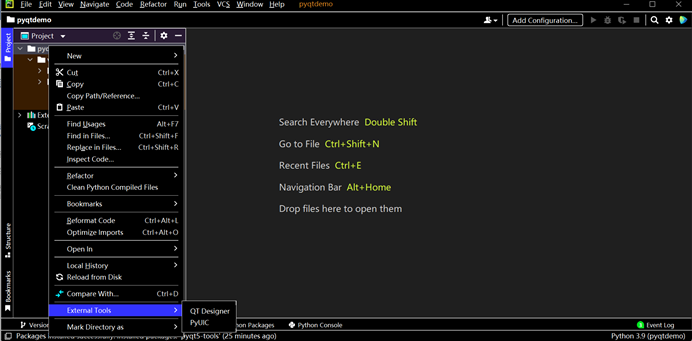 File Edit View Navigate Code Refactor Run Tools VCS Window Help pyqtdemo
pyqtdemo Add Configuration...
Project
Project
New
Cut Ctrl+X
Copy Ctrl+C
Copy Path/Reference...
Paste Ctrl+V
Find Usages Alt+F7
Find in Files... Ctrl+Shift+F
Replace in Files... Ctrl+Shift+R
Inspect Code...
Refactor
Clean Python Compiled Files
Bookmarks
Reformat Code Ctrl+Alt+L
Optimize Imports Ctrl+Alt+O
Open In
Local History
Reload from Disk
Compare With... Ctrl+D
External Tools
Mark Directory as
QT Designer
PyUIC
Search Everywhere Double Shift
Go to File Ctrl+Shift+N
Recent Files Ctrl+E
Navigation Bar Alt+Home
Drop files here to open them
Structure
Bookmarks
Version
Python Packages
Python Console
Event Log
Packages installed successfully: Installed packages: 'pyqt5-tools' (25 minutes ago)
Python 3.9 (pyqtdemo)